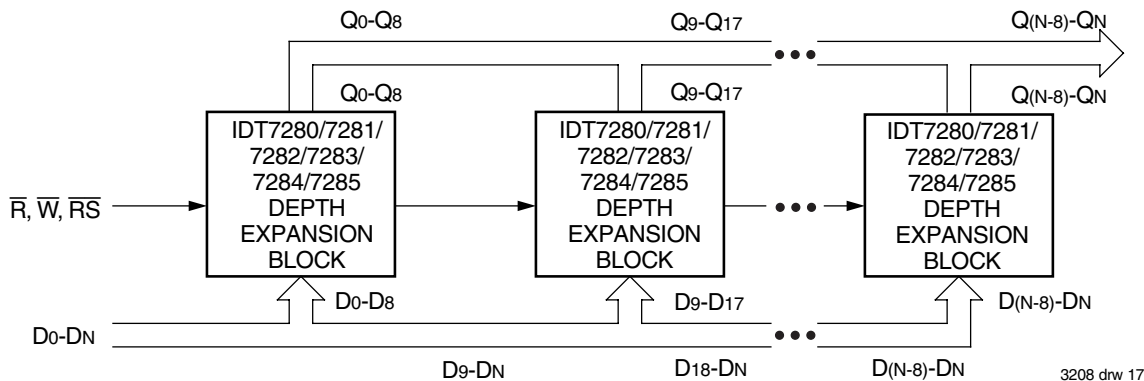 Q0-Q8 Q9-Q17 Q(N-8)-QN
Q0-Q8 Q9-Q17 Q(N-8)-QN
IDT7280/7281/
7282/7283/
7284/7285
DEPTH
EXPANSION
BLOCK
IDT7280/7281/
7282/7283/
7284/7285
DEPTH
EXPANSION
BLOCK
IDT7280/7281/
7282/7283/
7284/7285
DEPTH
EXPANSION
BLOCK
R̅, W̅, R̅S̅
D0-D8 D9-D17 D(N-8)-DN
D0-DN
D9-DN D18-DN D(N-8)-DN
3208 drw 17